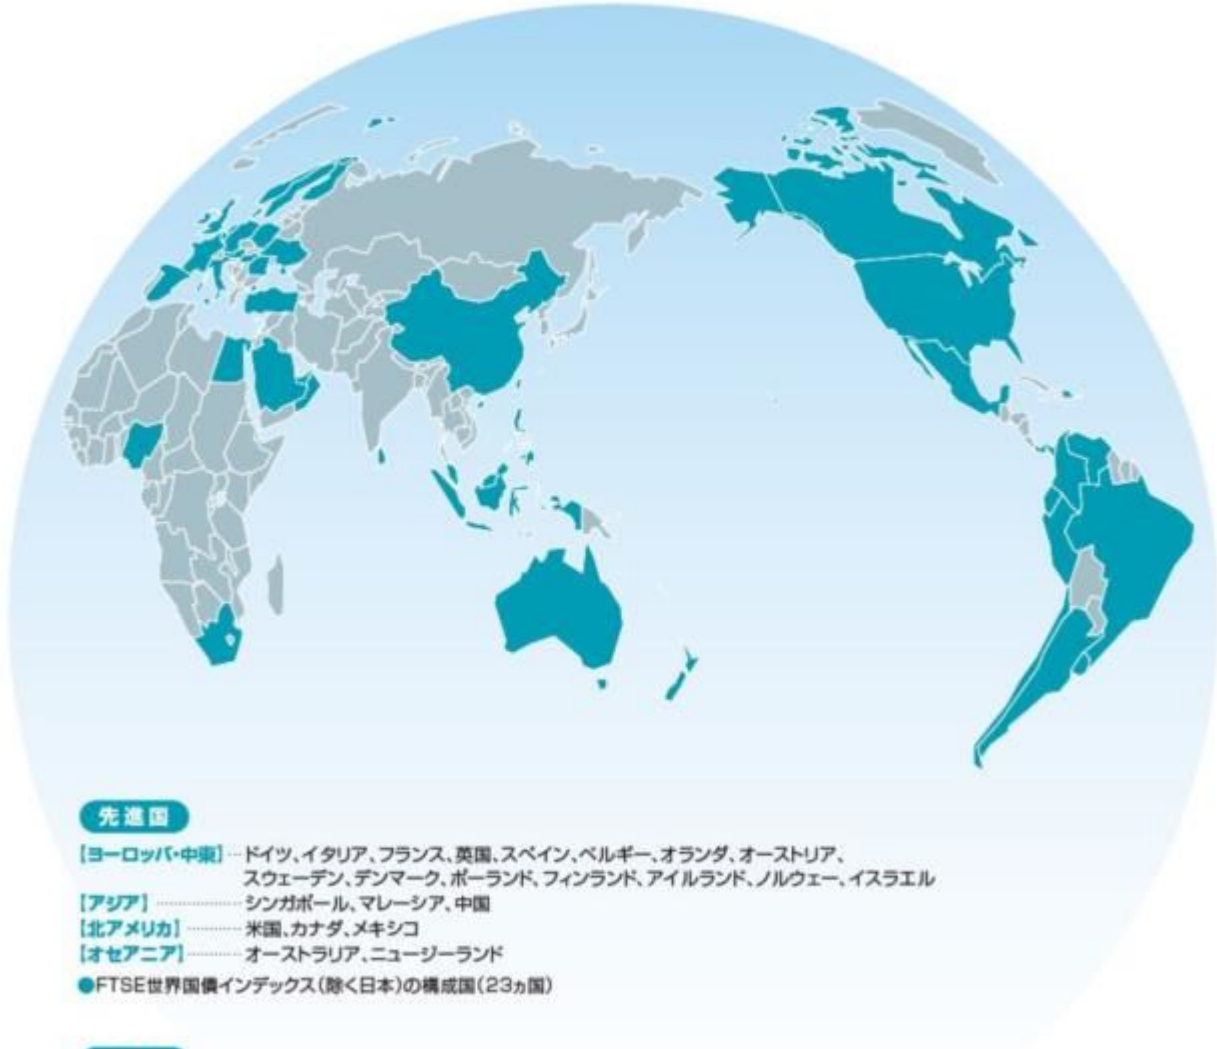 先進国
【ヨーロッパ・中東】…ドイツ、イタリア、フランス、英国、スペイン、ベルギー、オランダ、オーストリア、
スウェーデン、デンマーク、ポーランド、フィンランド、アイルランド、ノルウェー、イスラエル
【アジア】………………シンガポール、マレーシア、中国
【北アメリカ】…………米国、カナダ、メキシコ
【オセアニア】…………オーストラリア、ニュージーランド
●FTSE世界国債インデックス(除く日本)の構成国(23ヵ国)